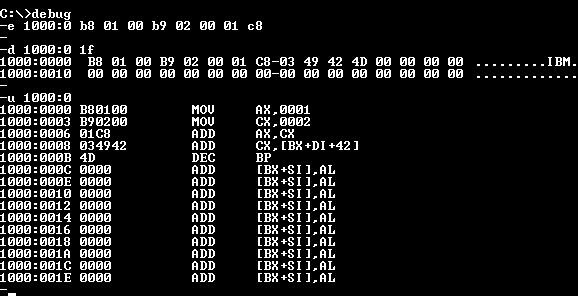 C:\>debug
-e 1000:0 b8 01 00 b9 02 00 01 c8
-
-d 1000:0 1f
1000:0000  B8 01 00 B9 02 00 01 C8-03 49 42 4D 00 00 00 00  .........IBM....
1000:0010  00 00 00 00 00 00 00 00-00 00 00 00 00 00 00 00  ................
-
-u 1000:0
1000:0000 B80100        MOV     AX,0001
1000:0003 B90200        MOV     CX,0002
1000:0006 01C8          ADD     AX,CX
1000:0008 034942        ADD     CX,[BX+DI+42]
1000:000B 4D            DEC     BP
1000:000C 0000          ADD     [BX+SI],AL
1000:000E 0000          ADD     [BX+SI],AL
1000:0010 0000          ADD     [BX+SI],AL
1000:0012 0000          ADD     [BX+SI],AL
1000:0014 0000          ADD     [BX+SI],AL
1000:0016 0000          ADD     [BX+SI],AL
1000:0018 0000          ADD     [BX+SI],AL
1000:001A 0000          ADD     [BX+SI],AL
1000:001C 0000          ADD     [BX+SI],AL
1000:001E 0000          ADD     [BX+SI],AL
-